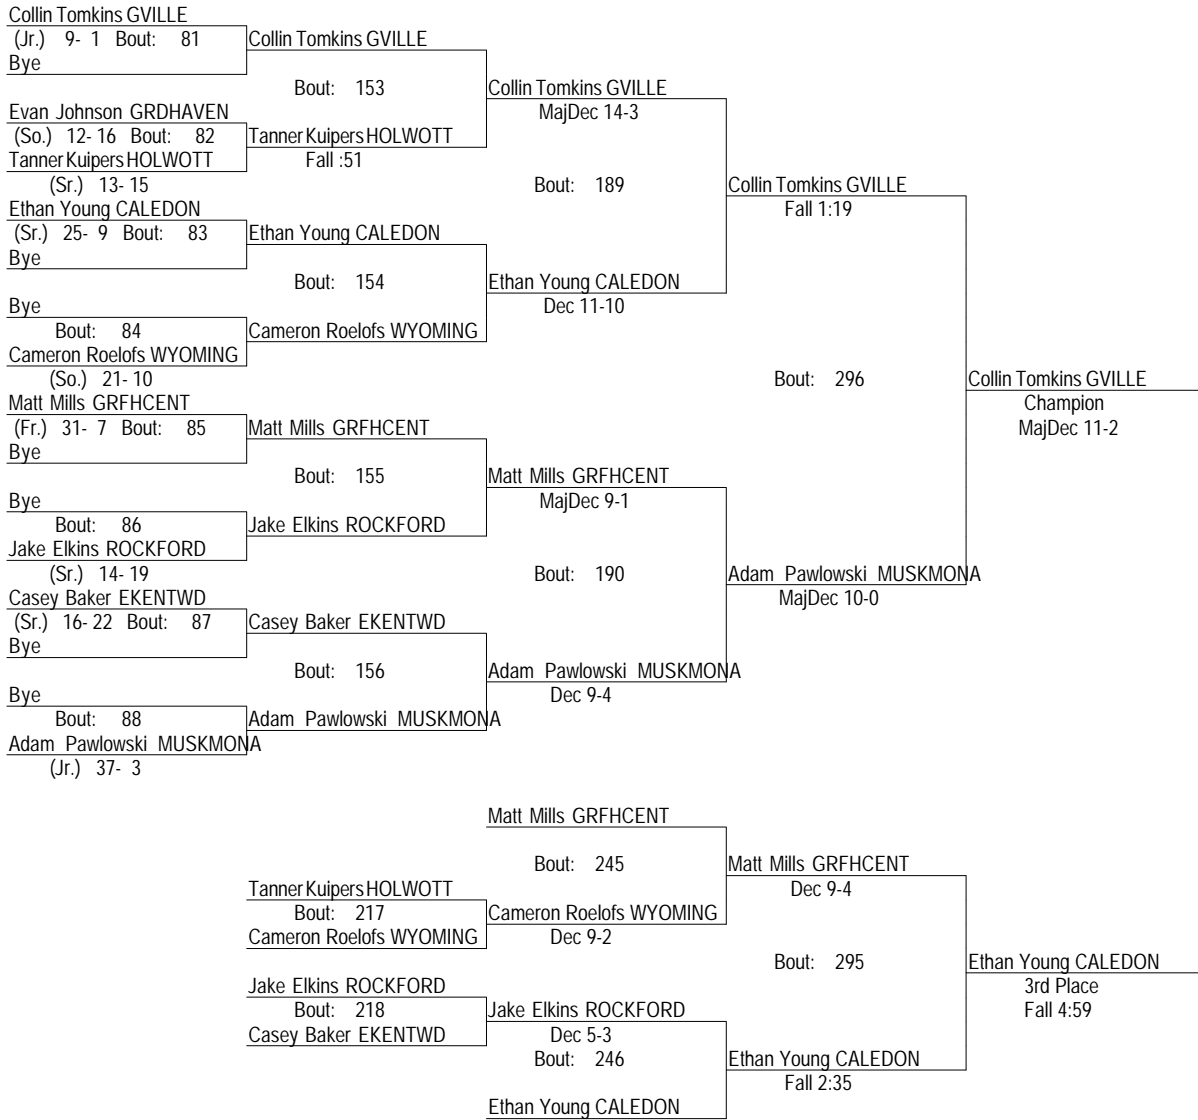 Collin Tomkins GVILLE
(Jr.) 9- 1 Bout: 81 Collin Tomkins GVILLE
Bye
Bout: 153 Collin Tomkins GVILLE
Evan Johnson GRDHAVEN MajDec 14-3
(So.) 12- 16 Bout: 82 Tanner Kuipers HOLWOTT
Tanner Kuipers HOLWOTT Fall :51
(Sr.) 13- 15 Bout: 189 Collin Tomkins GVILLE
Ethan Young CALEDON Fall 1:19
(Sr.) 25- 9 Bout: 83 Ethan Young CALEDON
Bye
Bout: 154 Ethan Young CALEDON
Bye Dec 11-10
Bout: 84 Cameron Roelofs WYOMING
Cameron Roelofs WYOMING
(So.) 21- 10 Bout: 296 Collin Tomkins GVILLE
Matt Mills GRFHCENT Champion
(Fr.) 31- 7 Bout: 85 Matt Mills GRFHCENT MajDec 11-2
Bye
Bout: 155 Matt Mills GRFHCENT
Bye MajDec 9-1
Bout: 86 Jake Elkins ROCKFORD
Jake Elkins ROCKFORD
(Sr.) 14- 19 Bout: 190 Adam Pawlowski MUSKMONA
Casey Baker EKENTWD MajDec 10-0
(Sr.) 16- 22 Bout: 87 Casey Baker EKENTWD
Bye
Bout: 156 Adam Pawlowski MUSKMONA
Bye Dec 9-4
Bout: 88 Adam Pawlowski MUSKMONA
Adam Pawlowski MUSKMONA
(Jr.) 37- 3
Matt Mills GRFHCENT
Bout: 245 Matt Mills GRFHCENT
Tanner Kuipers HOLWOTT Dec 9-4
Bout: 217 Cameron Roelofs WYOMING
Cameron Roelofs WYOMING Dec 9-2
Bout: 295 Ethan Young CALEDON
Jake Elkins ROCKFORD 3rd Place
Bout: 218 Jake Elkins ROCKFORD Fall 4:59
Casey Baker EKENTWD Dec 5-3
Bout: 246 Ethan Young CALEDON
Fall 2:35
Ethan Young CALEDON